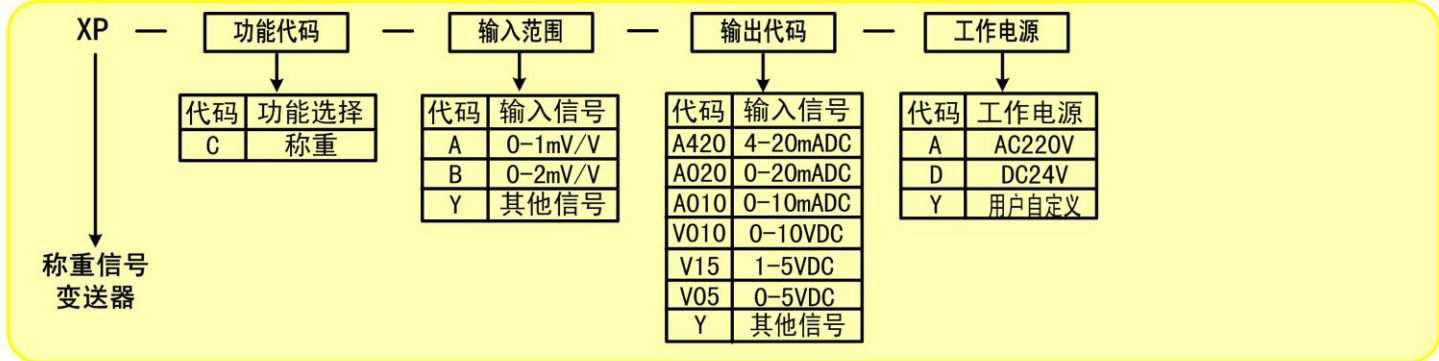 XP — 功能代码 — 输入范围 — 输出代码 — 工作电源
代码 功能选择
C 称重
代码 输入信号
A 0-1mV/V
B 0-2mV/V
Y 其他信号
代码 输入信号
A420 4-20mADC
A020 0-20mADC
A010 0-10mADC
V010 0-10VDC
V15 1-5VDC
V05 0-5VDC
Y 其他信号
代码 工作电源
A AC220V
D DC24V
Y 用户自定义
称重信号
变送器